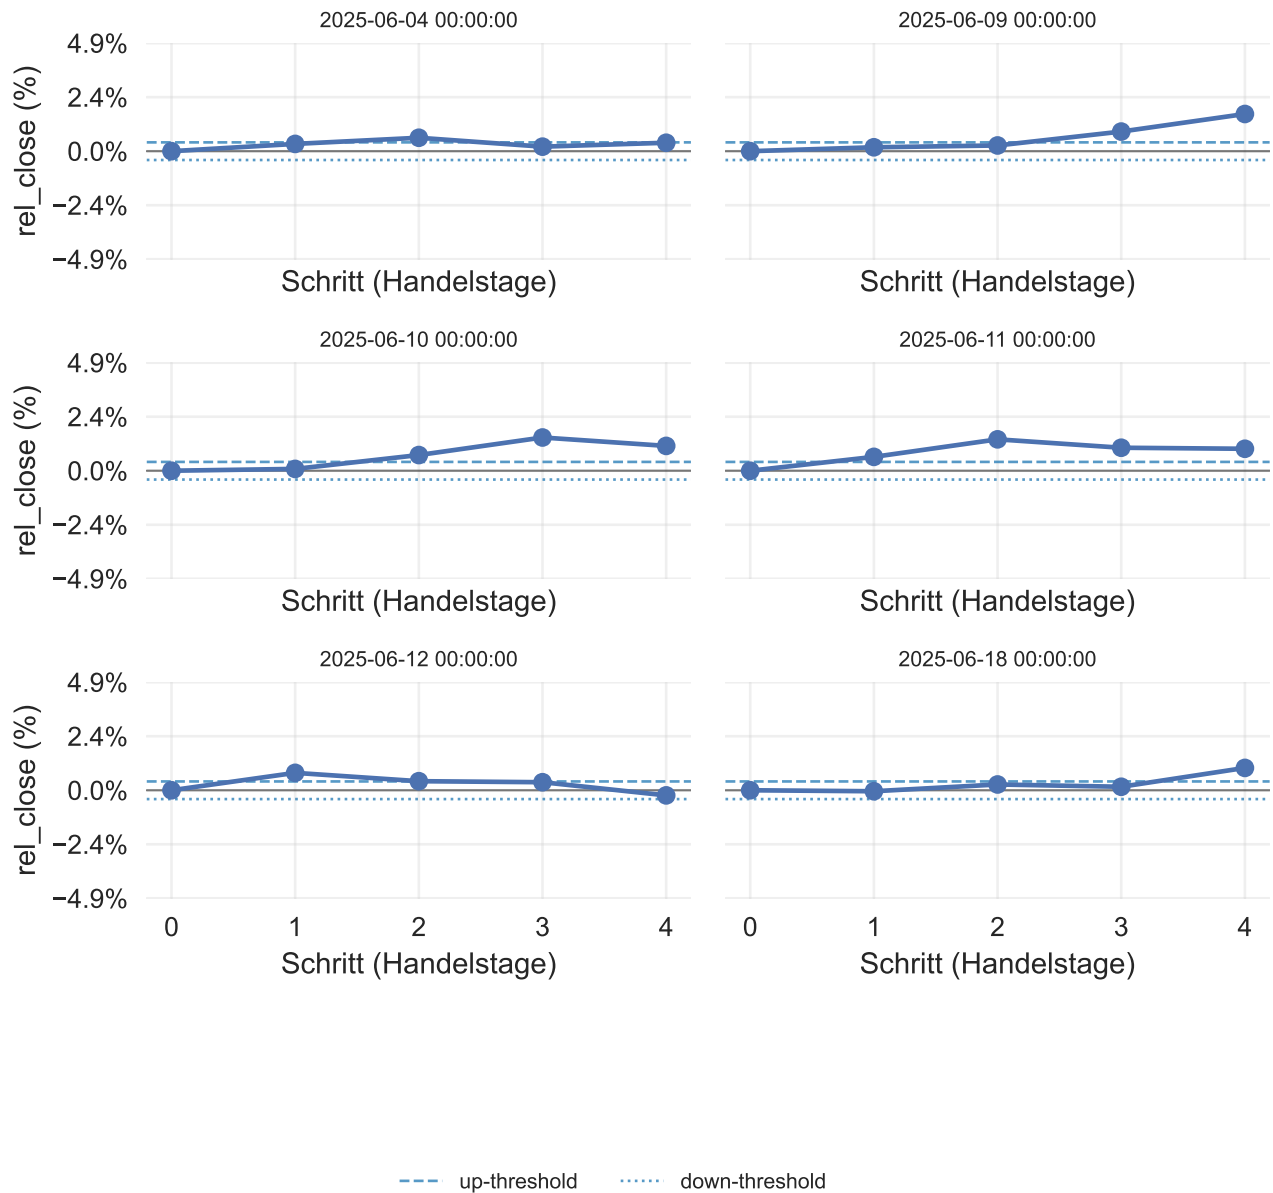 2025-06-04 00:00:00
2025-06-09 00:00:00
4.9%
2.4%
0.0%
−2.4%
−4.9%
rel_close (%)
Schritt (Handelstage)
Schritt (Handelstage)
2025-06-10 00:00:00
2025-06-11 00:00:00
4.9%
2.4%
0.0%
−2.4%
−4.9%
rel_close (%)
Schritt (Handelstage)
Schritt (Handelstage)
2025-06-12 00:00:00
2025-06-18 00:00:00
4.9%
2.4%
0.0%
−2.4%
−4.9%
rel_close (%)
0 1 2 3 4
0 1 2 3 4
Schritt (Handelstage)
Schritt (Handelstage)
up-threshold
down-threshold